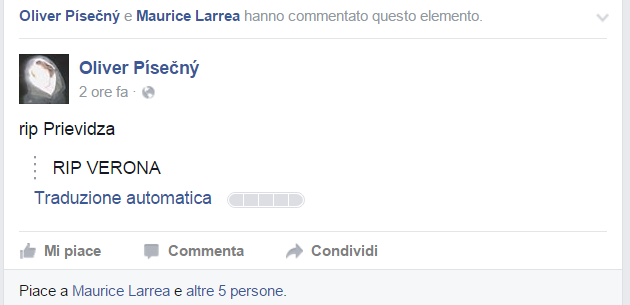 Oliver Písečný e Maurice Larrea hanno commentato questo elemento.
Oliver Písečný
2 ore fa ·
rip Prievidza
RIP VERONA
Traduzione automatica
Mi piace Commenta Condividi
Piace a Maurice Larrea e altre 5 persone.